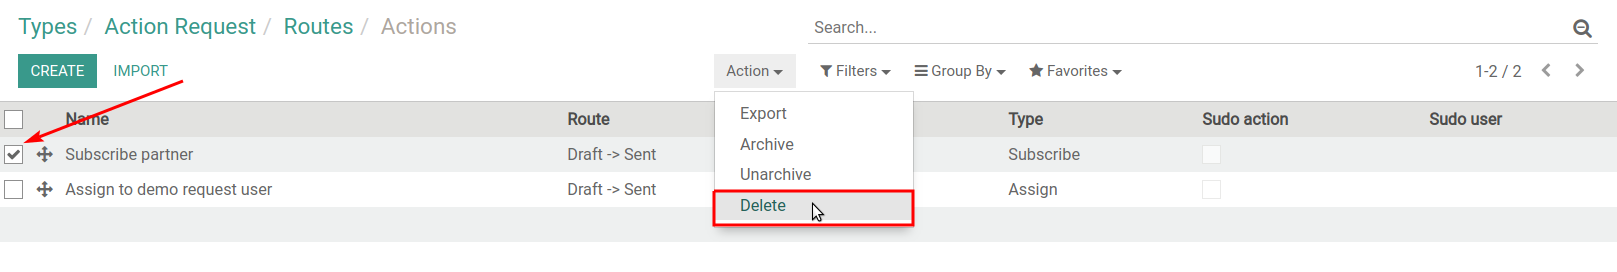 Types / Action Request / Routes / Actions
Search...
CREATE IMPORT Action Filters Group By Favorites 1-2 / 2
Export
Archive
Unarchive
Delete
Name Route Type Sudo action Sudo user
Subscribe partner Draft -> Sent Subscribe
Assign to demo request user Draft -> Sent Assign